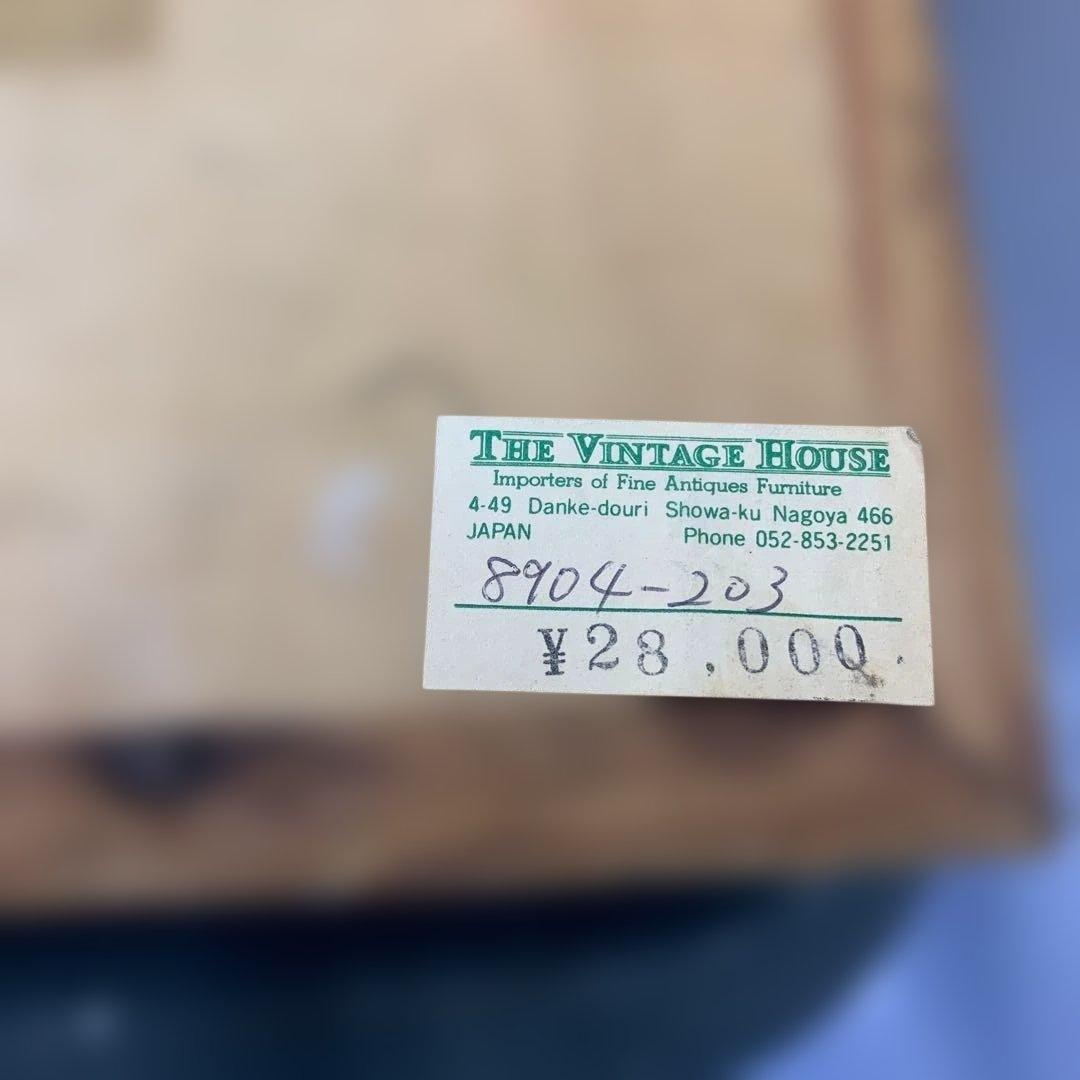 THE VINTAGE HOUSE
Importers of Fine Antiques Furniture
4-49 Danke-douri Showa-ku Nagoya 466
JAPAN Phone 052-853-2251
8904-203
¥28,000.